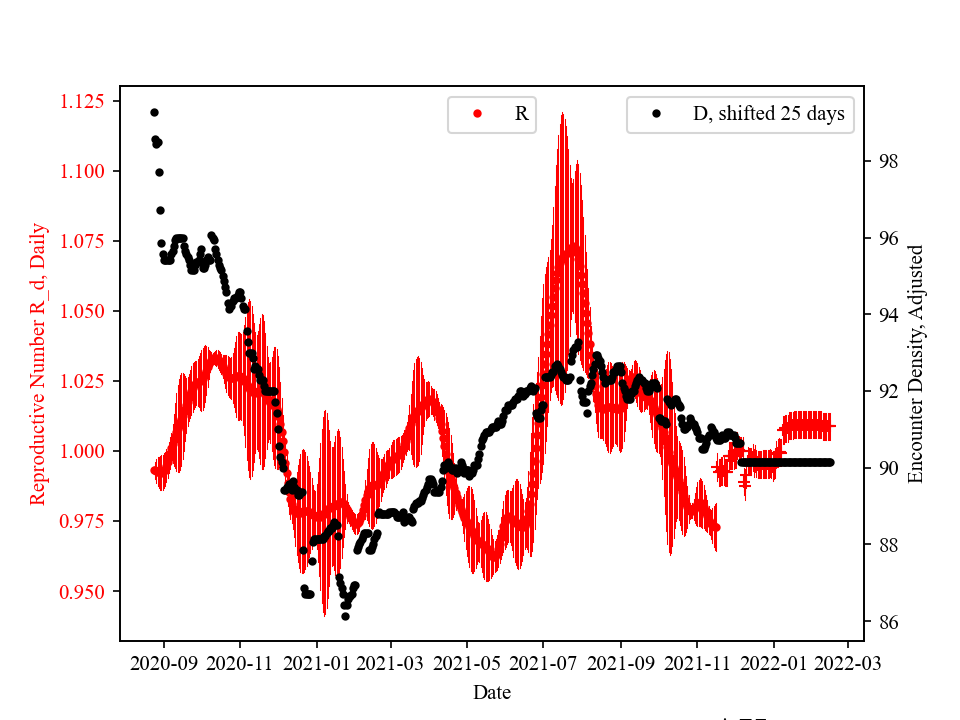 R
D, shifted 25 days
1.125
1.100
1.075
1.050
1.025
1.000
0.975
0.950
Reproductive Number R_d, Daily
98
96
94
92
90
88
86
Encounter Density, Adjusted
2020-09 2020-11 2021-01 2021-03 2021-05 2021-07 2021-09 2021-11 2022-01 2022-03
Date